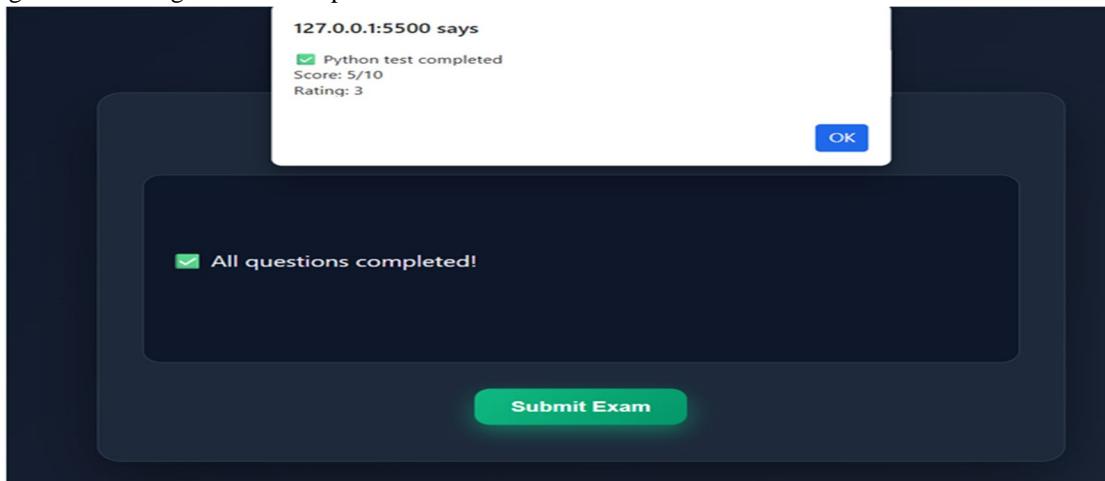 127.0.0.1:5500 says
✅ Python test completed
Score: 5/10
Rating: 3
OK
✅ All questions completed!
Submit Exam